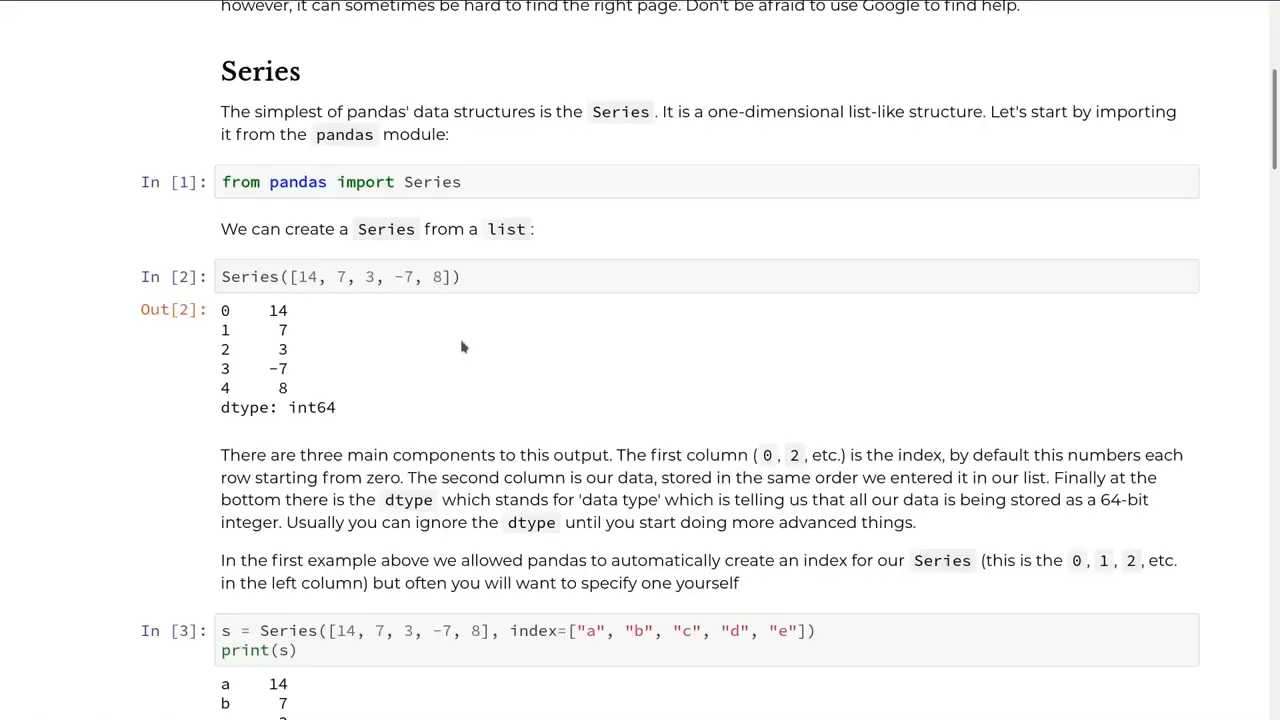 however, it can sometimes be hard to find the right page. Don't be afraid to use Google to find help.
Series
The simplest of pandas' data structures is the Series. It is a one-dimensional list-like structure. Let's start by importing
it from the pandas module:
In [1]: from pandas import Series
We can create a Series from a list:
In [2]: Series([14, 7, 3, -7, 8])
Out[2]: 0 14
1 7
2 3
3 -7
4 8
dtype: int64
There are three main components to this output. The first column (0, 2, etc.) is the index, by default this numbers each
row starting from zero. The second column is our data, stored in the same order we entered it in our list. Finally at the
bottom there is the dtype which stands for 'data type' which is telling us that all our data is being stored as a 64-bit
integer. Usually you can ignore the dtype until you start doing more advanced things.
In the first example above we allowed pandas to automatically create an index for our Series (this is the 0, 1, 2, etc.
in the left column) but often you will want to specify one yourself
In [3]: s = Series([14, 7, 3, -7, 8], index=["a", "b", "c", "d", "e"])
print(s)
a 14
b 7